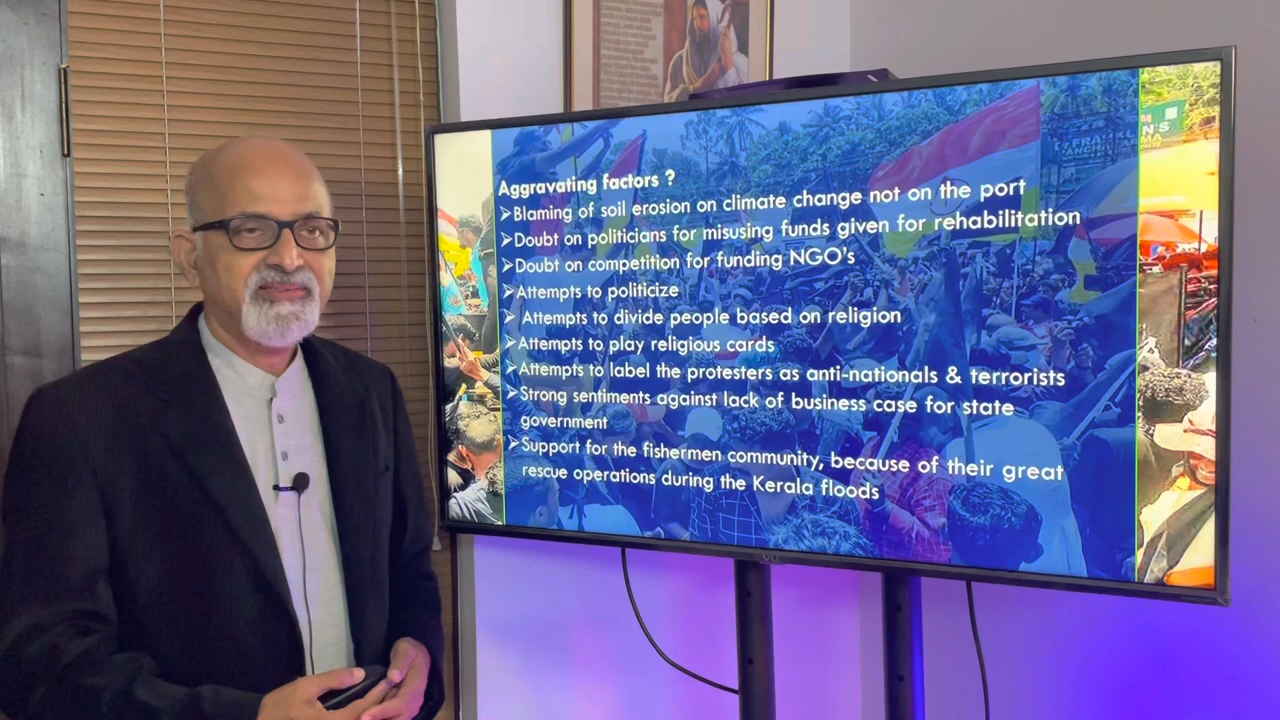 Aggravating factors ?
➢Blaming of soil erosion on climate change not on the port
➢Doubt on politicians for misusing funds given for rehabilitation
➢Doubt on competition for funding NGO's
➢Attempts to politicize
➢ Attempts to divide people based on religion
➢Attempts to play religious cards
➢Attempts to label the protesters as anti-nationals & terrorists
➢Strong sentiments against lack of business case for state
government
➢Support for the fishermen community, because of their great
rescue operations during the Kerala floods